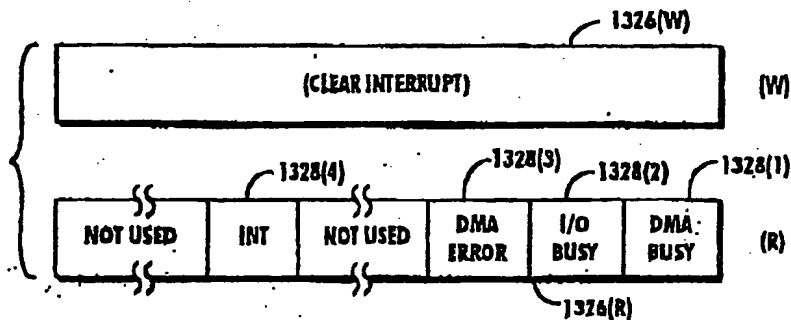 1326(W)
(CLEAR INTERRUPT) (W)
1328(4) 1328(3) 1328(2) 1328(1)
NOT USED INT NOT USED DMA ERROR I/O BUSY DMA BUSY (R)
1326(R)